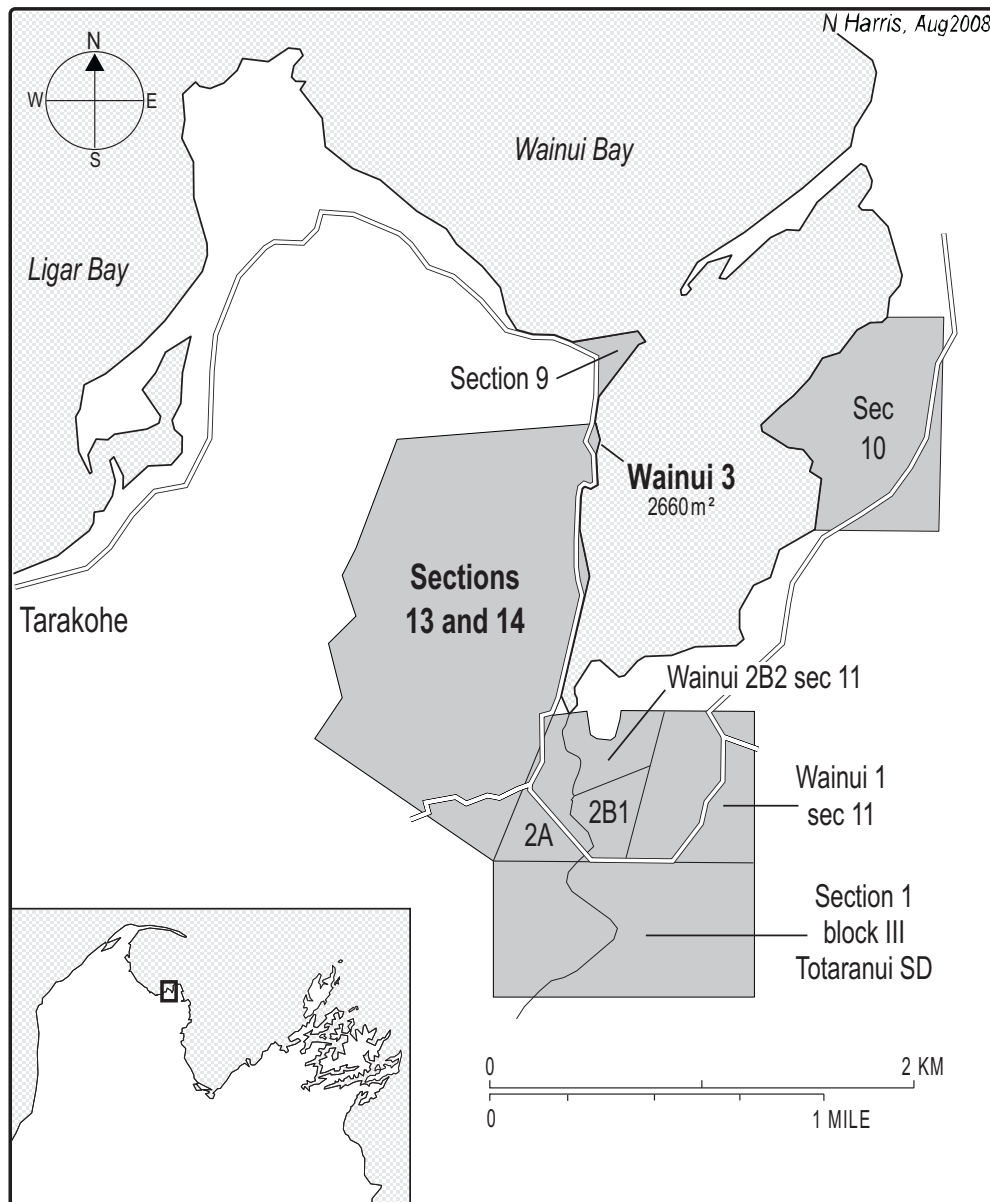 N Harris, Aug 2008
N
W
E
S
Wainui Bay
Ligar Bay
Section 9
Sec
10
Wainui 3
2660 m²
Sections
13 and 14
Tarakohe
Wainui 2B2 sec 11
Wainui 1
sec 11
2B1
2A
Section 1
block III
Totaranui SD
0
2 KM
0
1 MILE